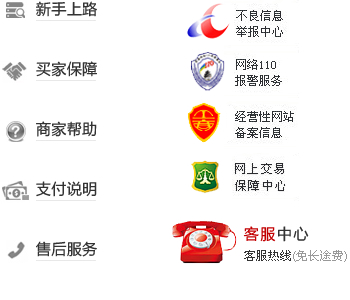 新手上路
买家保障
商家帮助
支付说明
售后服务
不良信息
举报中心
网络110
报警服务
经营性网站
备案信息
网上交易
保障中心
客服中心
客服热线(免长途费)